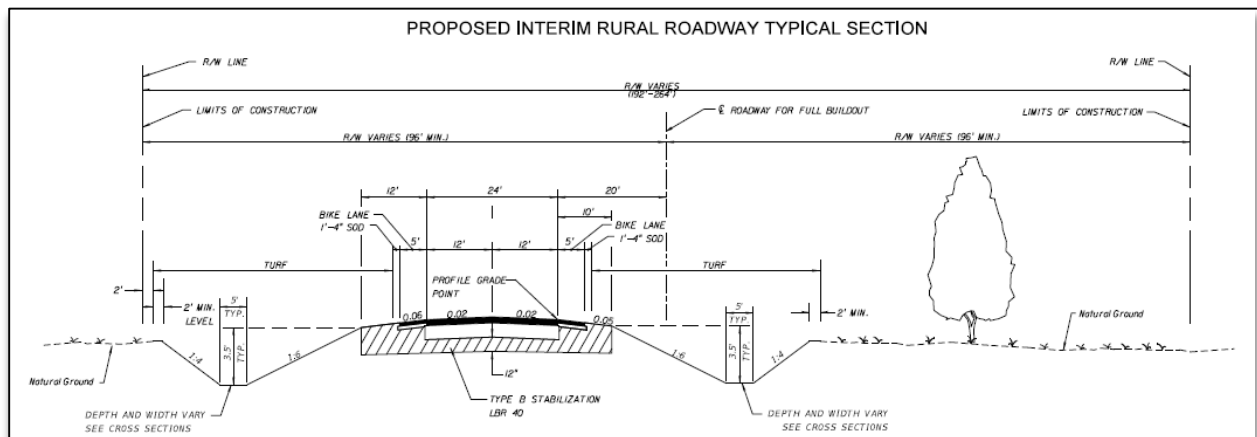 PROPOSED INTERIM RURAL ROADWAY TYPICAL SECTION
R/W LINE
R/W LINE
R/W VARIES
(192'-264')
LIMITS OF CONSTRUCTION
℄ ROADWAY FOR FULL BUILDOUT
LIMITS OF CONSTRUCTION
R/W VARIES (96' MIN.)
R/W VARIES (96' MIN.)
12'
24'
20'
10'
BIKE LANE
1'-4" SOD
5'
12'
12'
5'
BIKE LANE
1'-4" SOD
TURF
TURF
PROFILE GRADE
POINT
2'
2' MIN.
LEVEL
5'
TYP.
5'
TYP.
2' MIN.
0.06
0.02
0.02
0.05
Natural Ground
1:4
3.5'
TYP.
1:6
1:6
3.5'
TYP.
1:4
Natural Ground
12"
TYPE B STABILIZATION
LBR 40
DEPTH AND WIDTH VARY
SEE CROSS SECTIONS
DEPTH AND WIDTH VARY
SEE CROSS SECTIONS